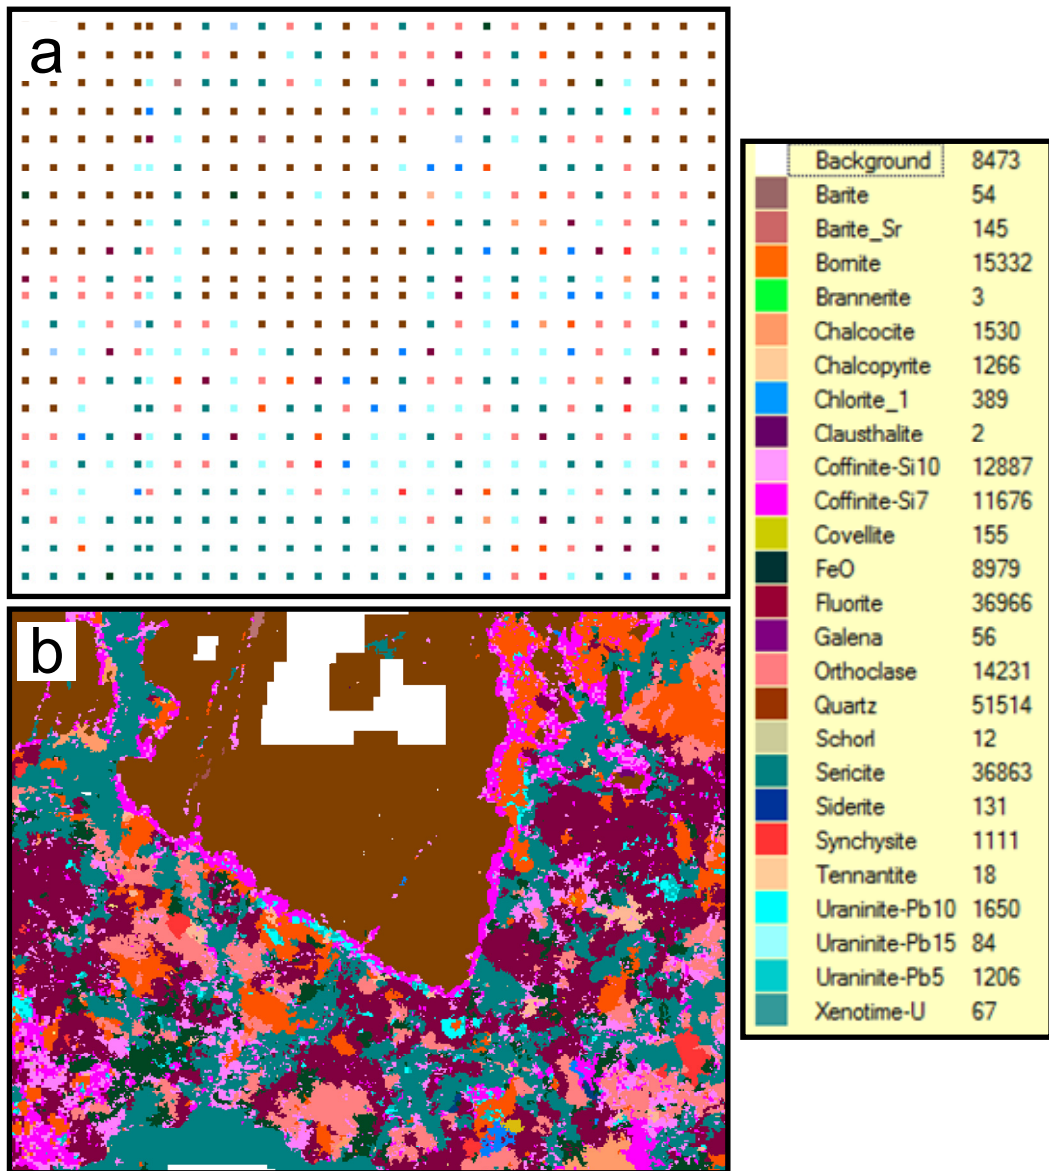 a
Background 8473
Barite 54
Barite_Sr 145
Bornite 15332
Brannerite 3
Chalcocite 1530
Chalcopyrite 1266
Chlorite_1 389
Clausthalite 2
Coffinite-Si10 12887
Coffinite-Si7 11676
Covellite 155
FeO 8979
Fluorite 36966
Galena 56
Orthoclase 14231
Quartz 51514
Schorl 12
Sericite 36863
Siderite 131
Synchysite 1111
Tennantite 18
Uraninite-Pb10 1650
Uraninite-Pb15 84
Uraninite-Pb5 1206
Xenotime-U 67
b